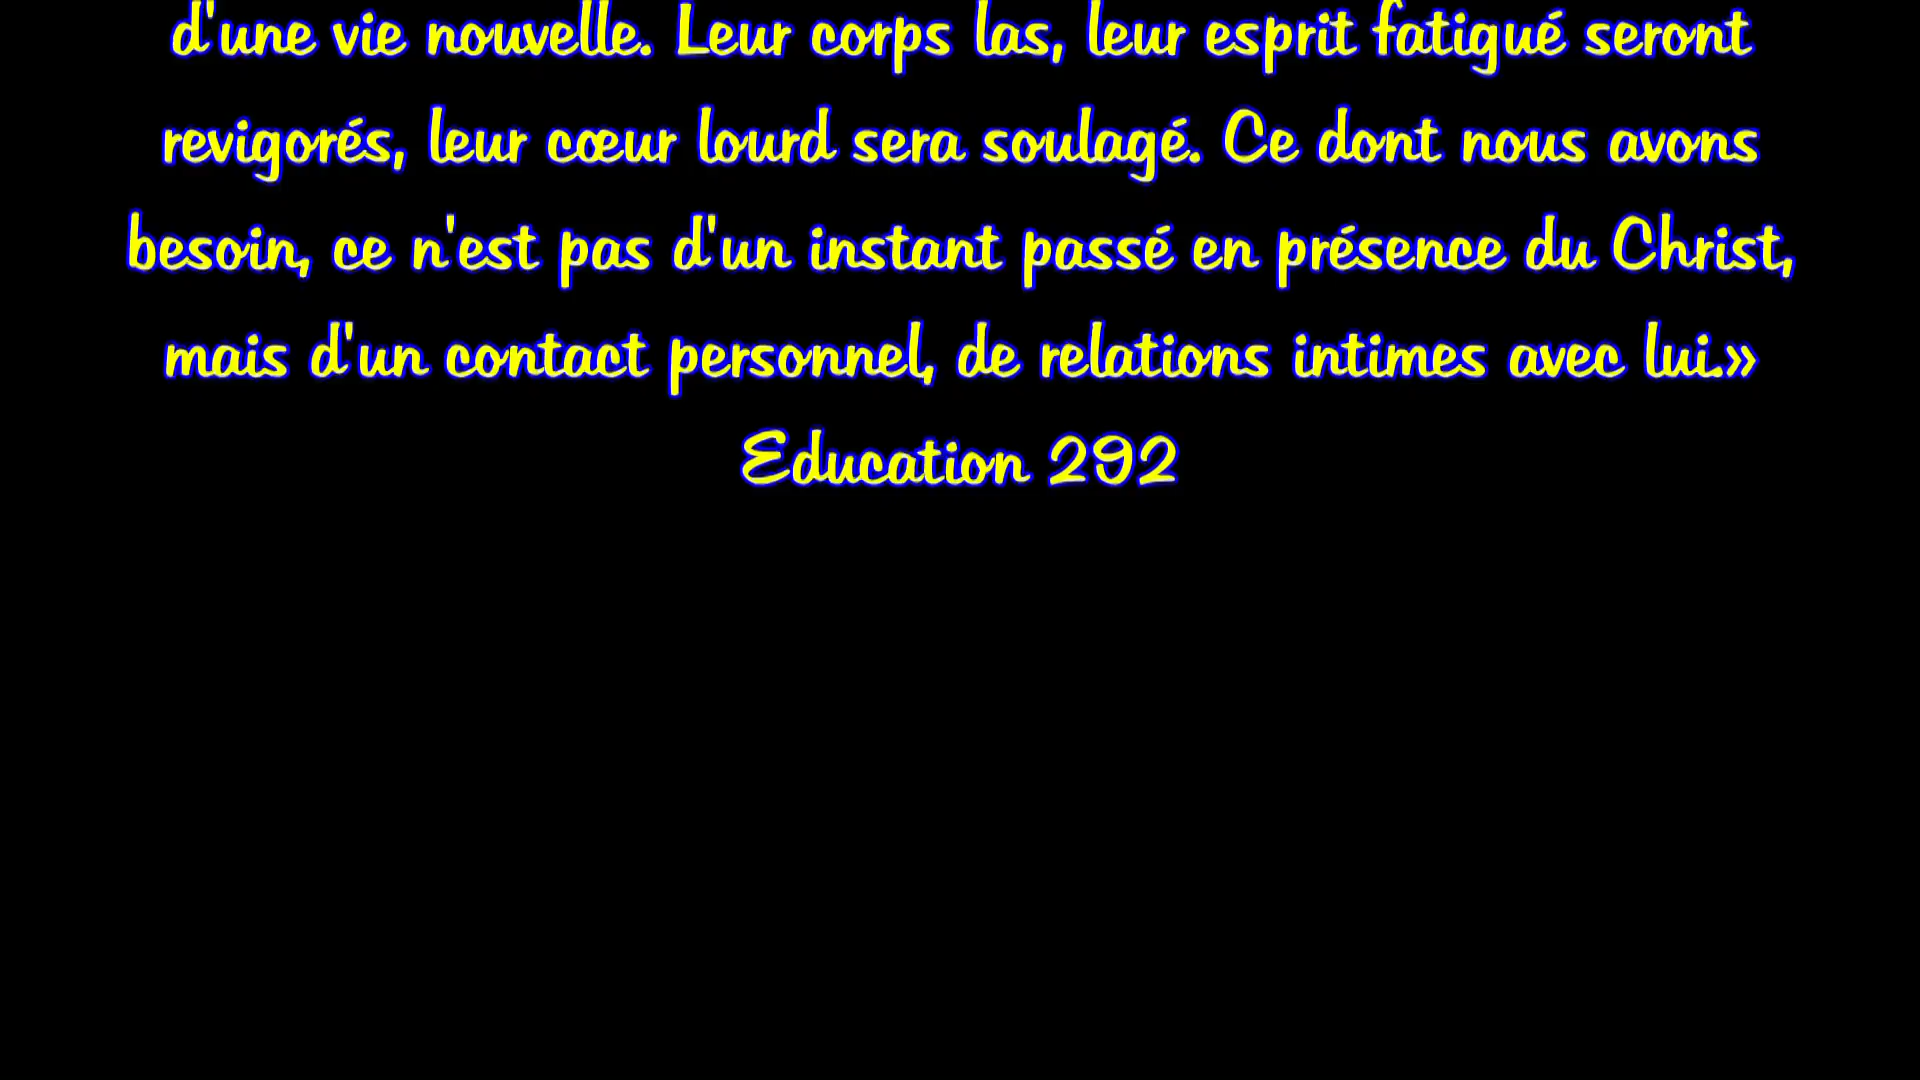 d'une vie nouvelle. Leur corps las, leur esprit fatigué seront
revigorés, leur cœur lourd sera soulagé. Ce dont nous avons
besoin, ce n'est pas d'un instant passé en présence du Christ,
mais d'un contact personnel, de relations intimes avec lui.»
Education 292